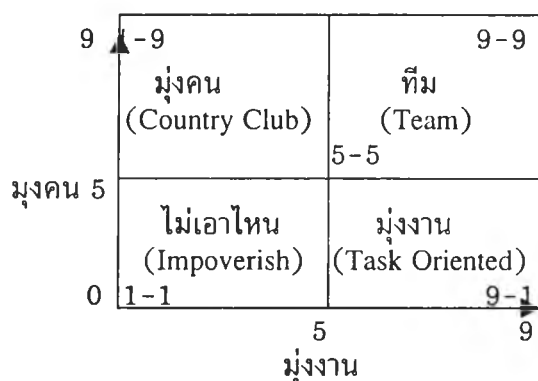 9 1-9 9-9
มุ่งคน ทีม
(Country Club) (Team)
5-5
มุงคน 5
ไม่เอาไหน มุ่งงาน
(Impoverish) (Task Oriented)
0 1-1 9-1
5 9
มุ่งงาน